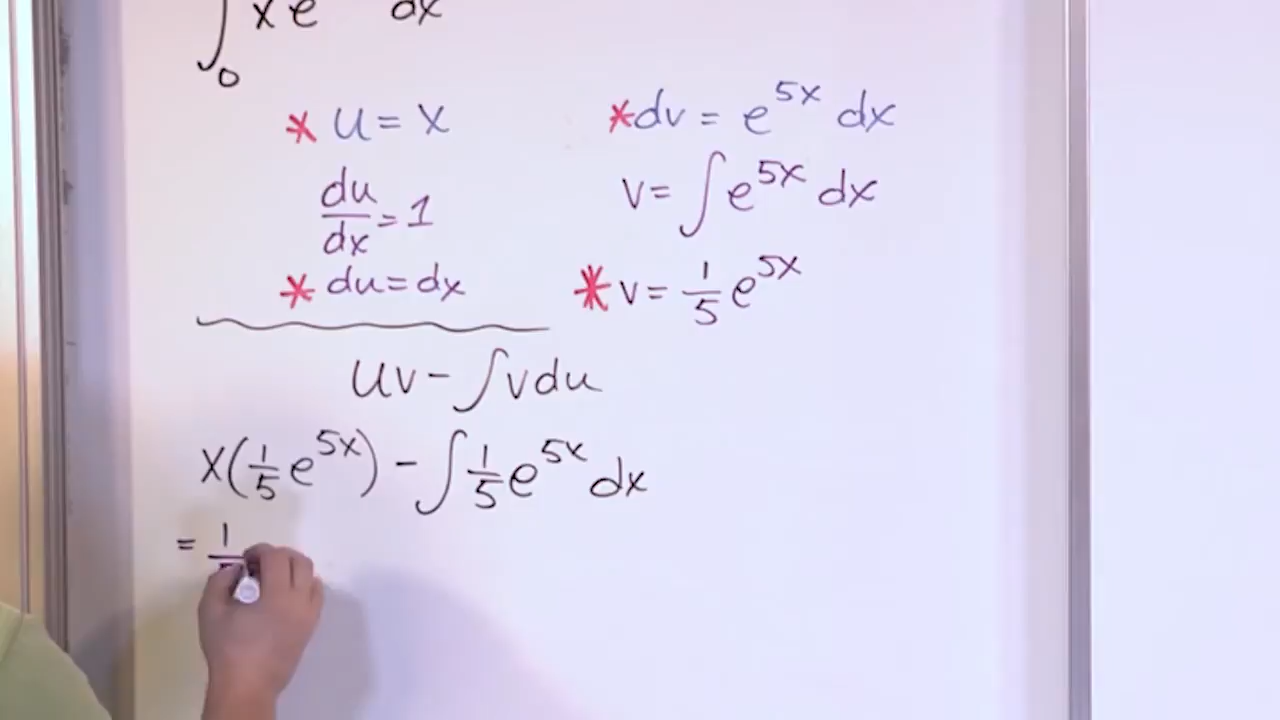 ∫₀ x e dx
* u = x
* dv = e^{5x} dx
du/dx = 1
v = ∫ e^{5x} dx
* du = dx
* v = 1/5 e^{5x}
uv − ∫ v du
x(1/5 e^{5x}) − ∫ 1/5 e^{5x} dx
= 1